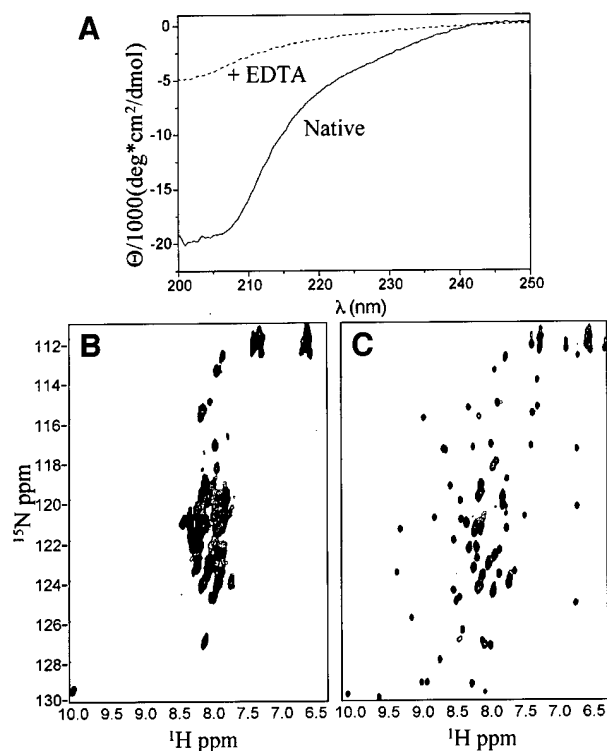 A
0
-5
-10
-15
-20
+ EDTA
Native
Θ/1000(deg*cm²/dmol)
200 210 220 230 240 250
λ (nm)
B
C
112
114
116
118
120
122
124
126
128
130
¹⁵N ppm
10.0 9.5 9.0 8.5 8.0 7.5 7.0 6.5
10.0 9.5 9.0 8.5 8.0 7.5 7.0 6.5
¹H ppm
¹H ppm